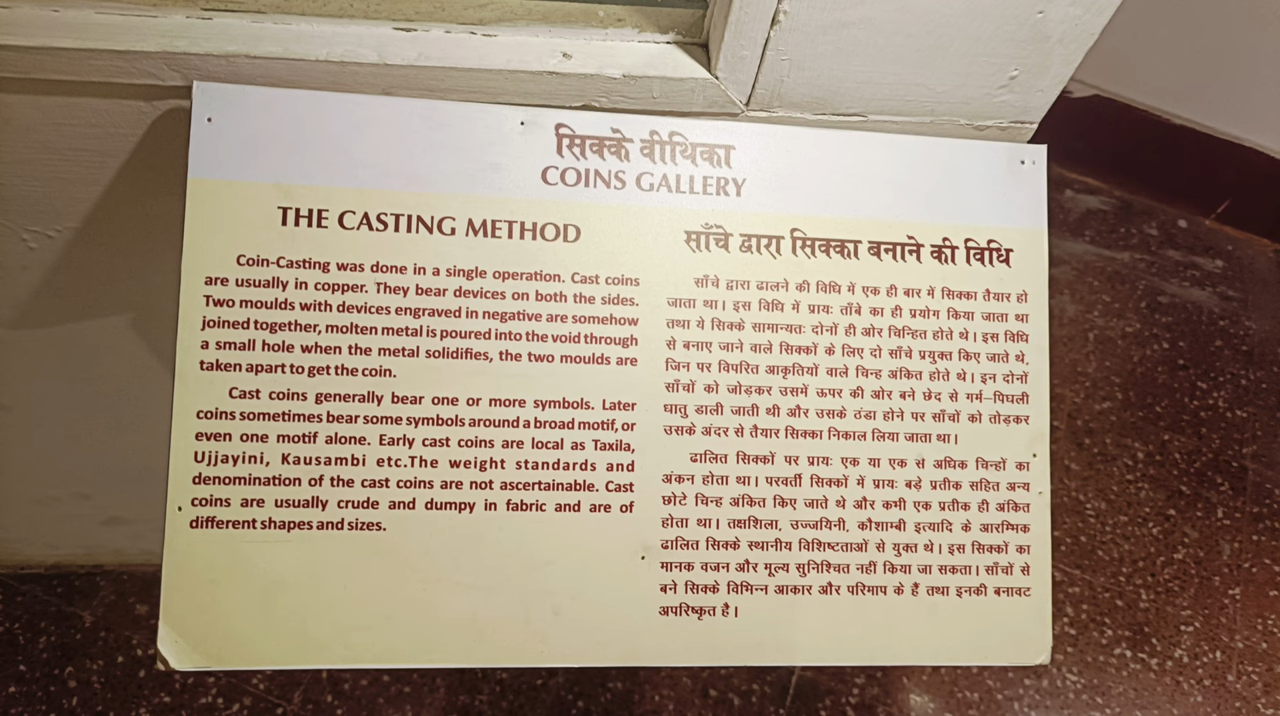 सिक्के वीथिका
COINS GALLERY
THE CASTING METHOD
Coin-Casting was done in a single operation. Cast coins
are usually in copper. They bear devices on both the sides.
Two moulds with devices engraved in negative are somehow
joined together, molten metal is poured into the void through
a small hole when the metal solidifies, the two moulds are
taken apart to get the coin.
Cast coins generally bear one or more symbols. Later
coins sometimes bear some symbols around a broad motif, or
even one motif alone. Early cast coins are local as Taxila,
Ujjayini, Kausambi etc.The weight standards and
denomination of the cast coins are not ascertainable. Cast
coins are usually crude and dumpy in fabric and are of
different shapes and sizes.
साँचे द्वारा सिक्का बनाने की विधि
साँचे द्वारा ढालने की विधि में एक ही बार में सिक्का तैयार हो
जाता था। इस विधि में प्रायः ताँबे का ही प्रयोग किया जाता था
तथा ये सिक्के सामान्यतः दोनों ही ओर चिन्हित होते थे। इस विधि
से बनाए जाने वाले सिक्कों के लिए दो साँचे प्रयुक्त किए जाते थे,
जिन पर विपरित आकृतियों वाले चिन्ह अंकित होते थे। इन दोनों
साँचों को जोड़कर उसमें ऊपर की ओर बने छेद से गर्म–पिघली
धातु डाली जाती थी और उसके ठंडा होने पर साँचों को तोड़कर
उसके अंदर से तैयार सिक्का निकाल लिया जाता था।
ढालित सिक्कों पर प्रायः एक या एक से अधिक चिन्हों का
अंकन होता था। परवर्ती सिक्कों में प्रायः बड़े प्रतीक सहित अन्य
छोटे चिन्ह अंकित किए जाते थे और कभी एक प्रतीक ही अंकित
होता था। तक्षशिला, उज्जयिनी, कौशाम्बी इत्यादि के आरम्भिक
ढालित सिक्के स्थानीय विशिष्टताओं से युक्त थे। इस सिक्कों का
मानक वजन और मूल्य सुनिश्चित नहीं किया जा सकता। साँचों से
बने सिक्के विभिन्न आकार और परिमाप के हैं तथा इनकी बनावट
अपरिष्कृत है।